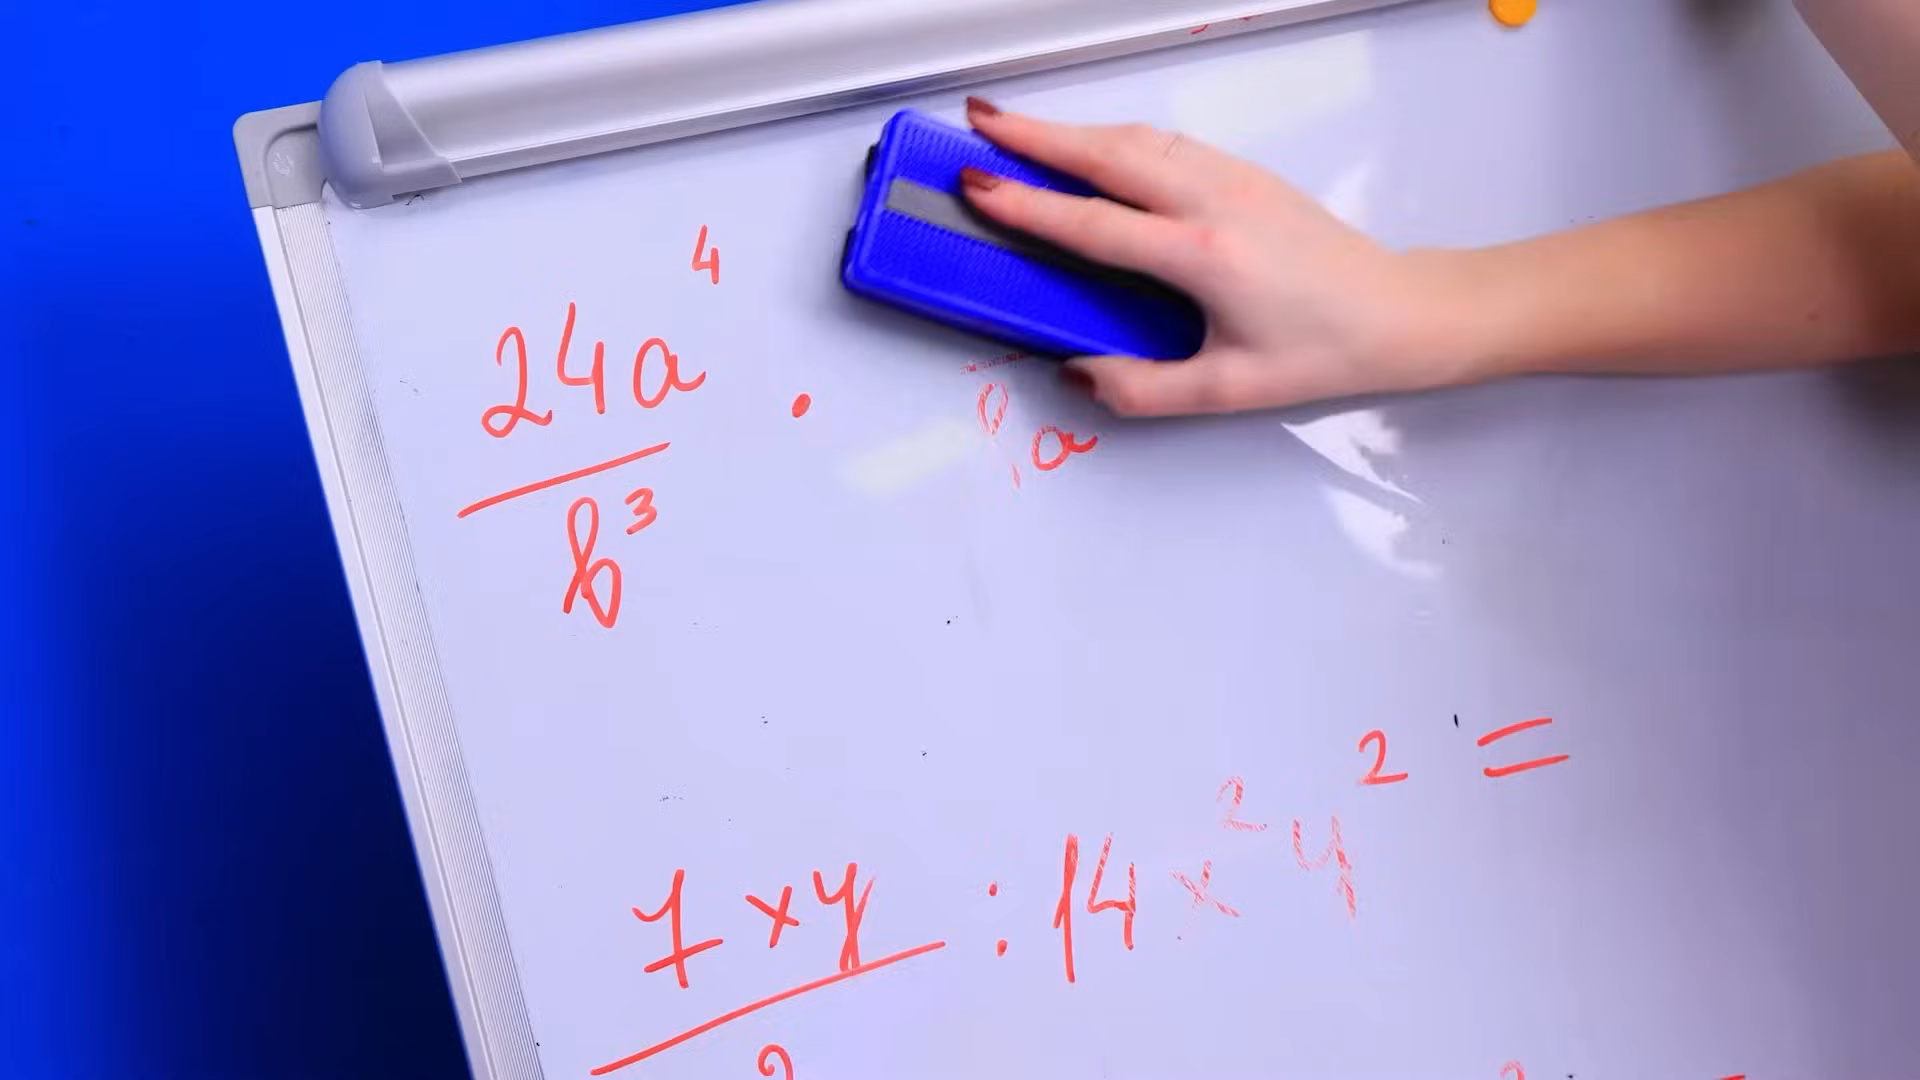 24a⁴ · a
b³
7xy : 14x²y² =